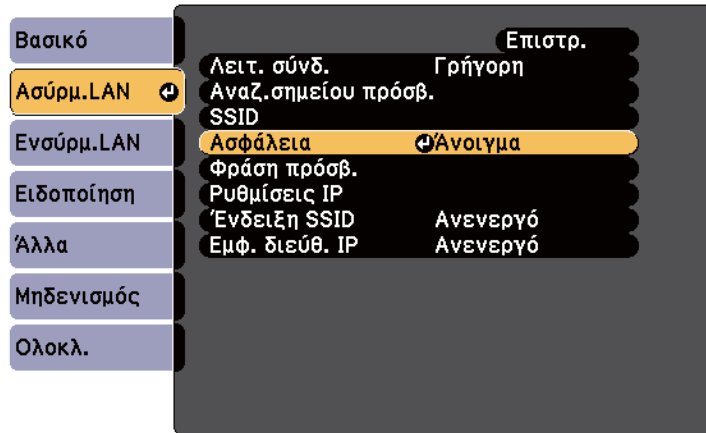 Βασικό
Ασύρμ.LAN
Ενσύρμ.LAN
Ειδοποίηση
Άλλα
Μηδενισμός
Ολοκλ.
Επιστρ.
Λειτ. σύνδ. Γρήγορη
Αναζ.σημείου πρόσβ.
SSID
Ασφάλεια Άνοιγμα
Φράση πρόσβ.
Ρυθμίσεις IP
Ένδειξη SSID Ανενεργό
Εμφ. διεύθ. IP Ανενεργό